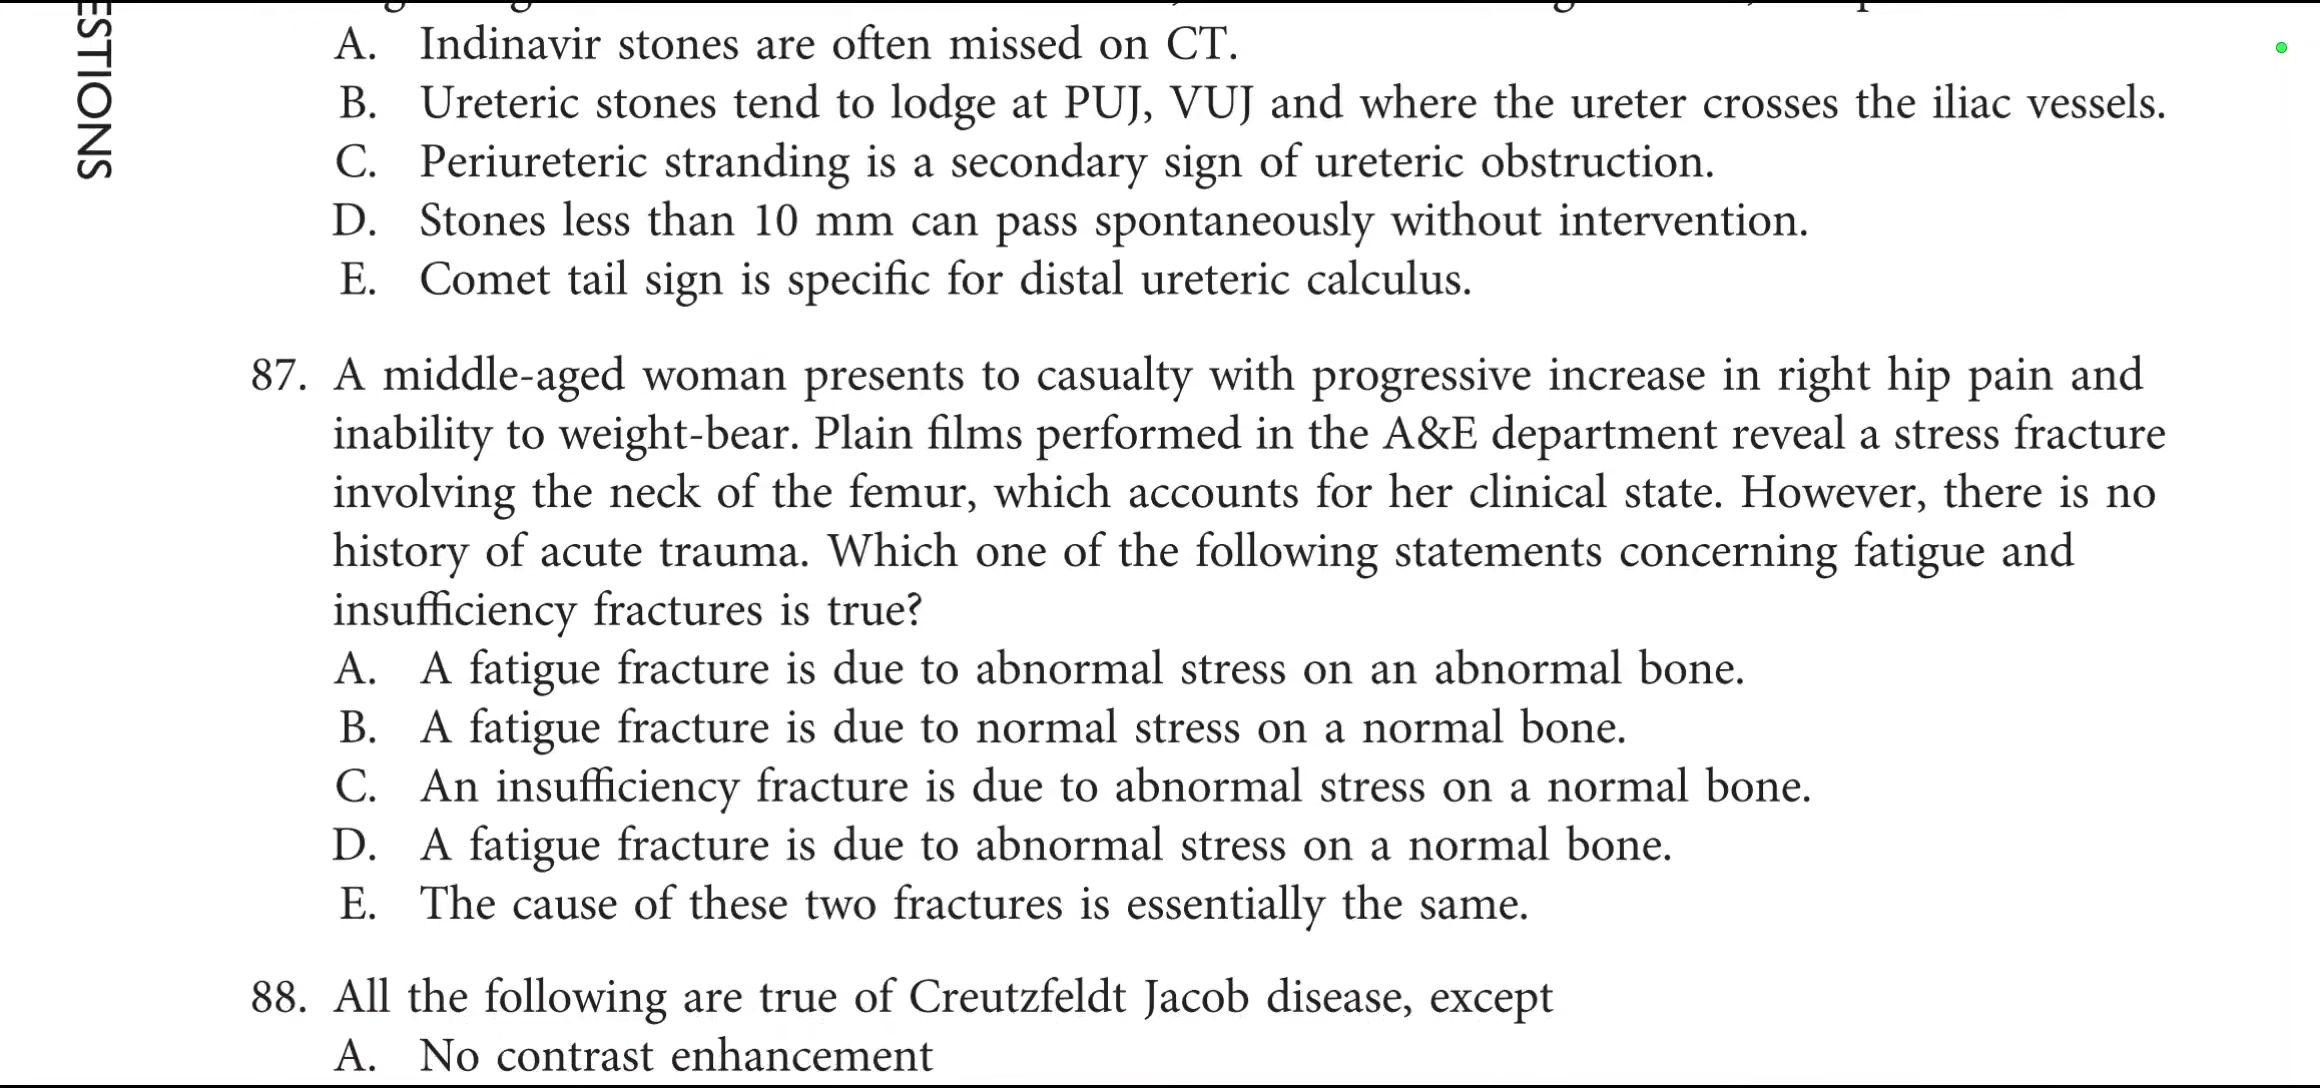 ESTIONS
A. Indinavir stones are often missed on CT.
B. Ureteric stones tend to lodge at PUJ, VUJ and where the ureter crosses the iliac vessels.
C. Periureteric stranding is a secondary sign of ureteric obstruction.
D. Stones less than 10 mm can pass spontaneously without intervention.
E. Comet tail sign is specific for distal ureteric calculus.
87. A middle-aged woman presents to casualty with progressive increase in right hip pain and
inability to weight-bear. Plain films performed in the A&E department reveal a stress fracture
involving the neck of the femur, which accounts for her clinical state. However, there is no
history of acute trauma. Which one of the following statements concerning fatigue and
insufficiency fractures is true?
A. A fatigue fracture is due to abnormal stress on an abnormal bone.
B. A fatigue fracture is due to normal stress on a normal bone.
C. An insufficiency fracture is due to abnormal stress on a normal bone.
D. A fatigue fracture is due to abnormal stress on a normal bone.
E. The cause of these two fractures is essentially the same.
88. All the following are true of Creutzfeldt Jacob disease, except
A. No contrast enhancement